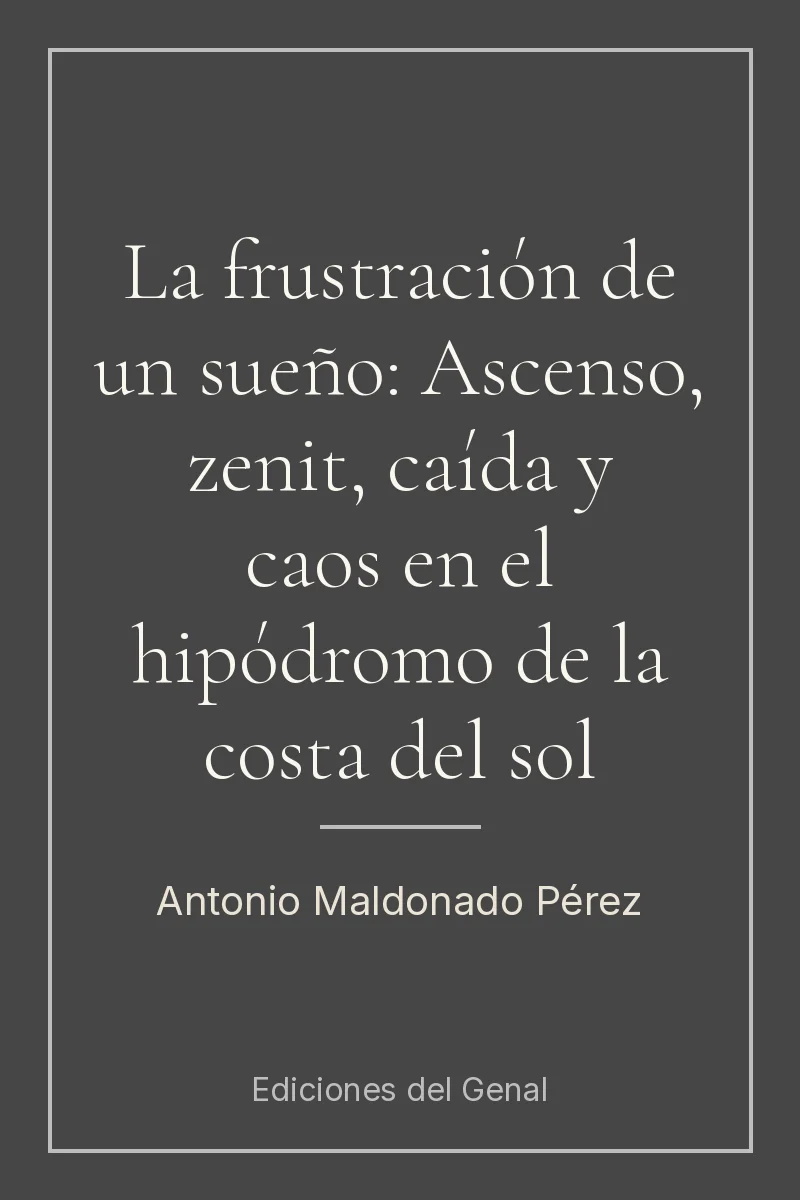 La frustración de
un sueño: Ascenso,
zenit, caída y
caos en el
hipódromo de la
costa del sol
Antonio Maldonado Pérez
Ediciones del Genal